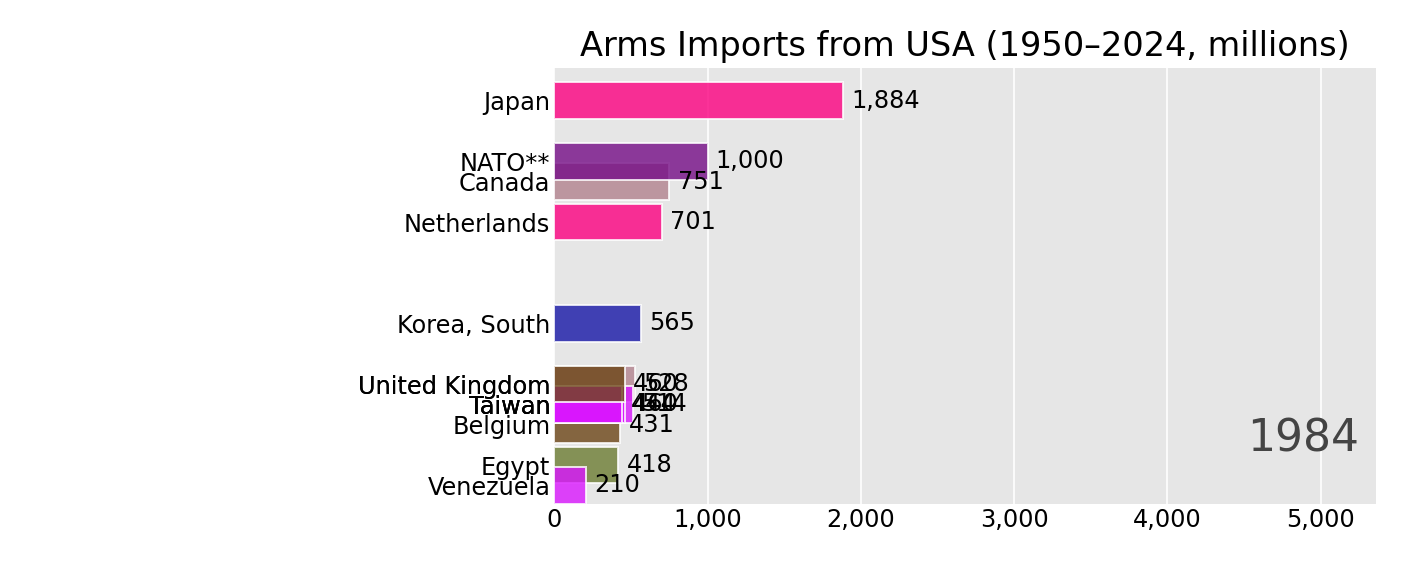 Arms Imports from USA (1950–2024, millions)
Japan 1,884
NATO** 1,000
Canada 751
Netherlands 701
Korea, South 565
United Kingdom
Taiwan
Belgium 431
Egypt 418
Venezuela 210
1984
0 1,000 2,000 3,000 4,000 5,000